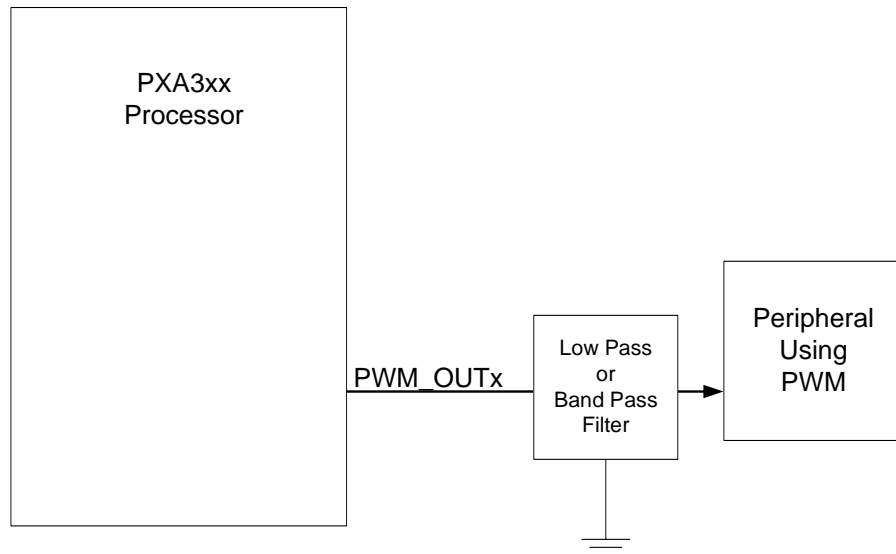 PXA3xx
Processor
PWM_OUTx
Low Pass
or
Band Pass
Filter
Peripheral
Using
PWM